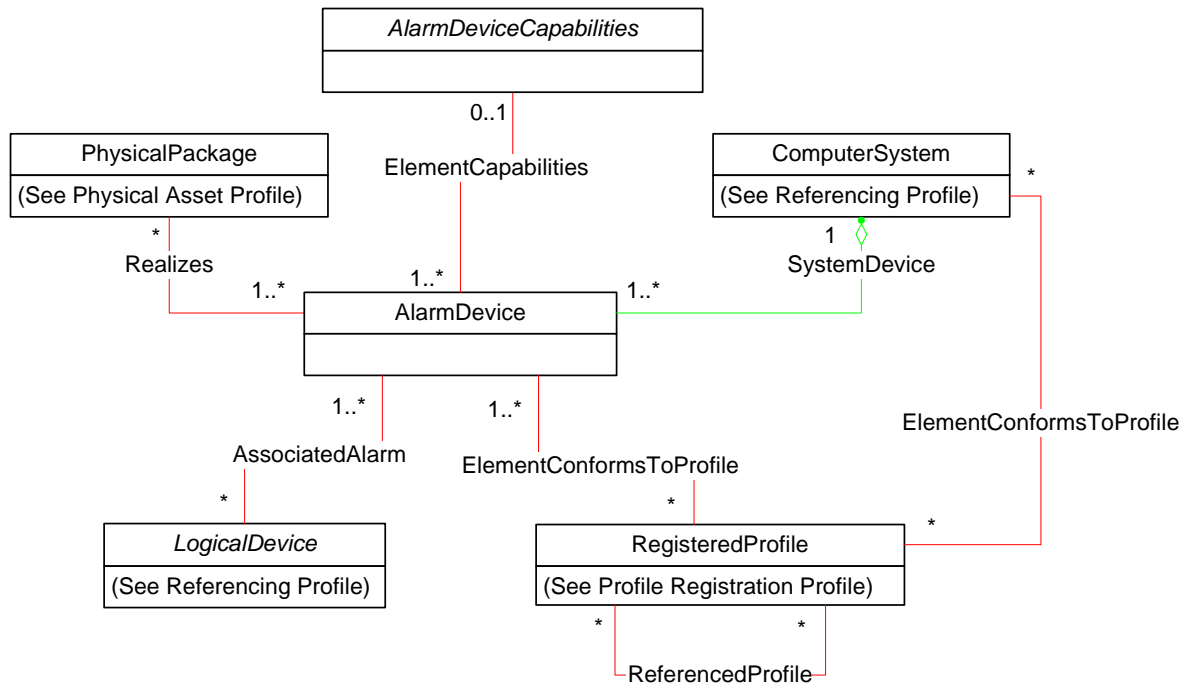 AlarmDeviceCapabilities
0..1
ElementCapabilities
1..*
PhysicalPackage
(See Physical Asset Profile)
*
Realizes
1..*
ComputerSystem
(See Referencing Profile)
*
1
SystemDevice
1..*
AlarmDevice
1..*
AssociatedAlarm
*
1..*
ElementConformsToProfile
*
ElementConformsToProfile
*
LogicalDevice
(See Referencing Profile)
RegisteredProfile
(See Profile Registration Profile)
*
*
ReferencedProfile